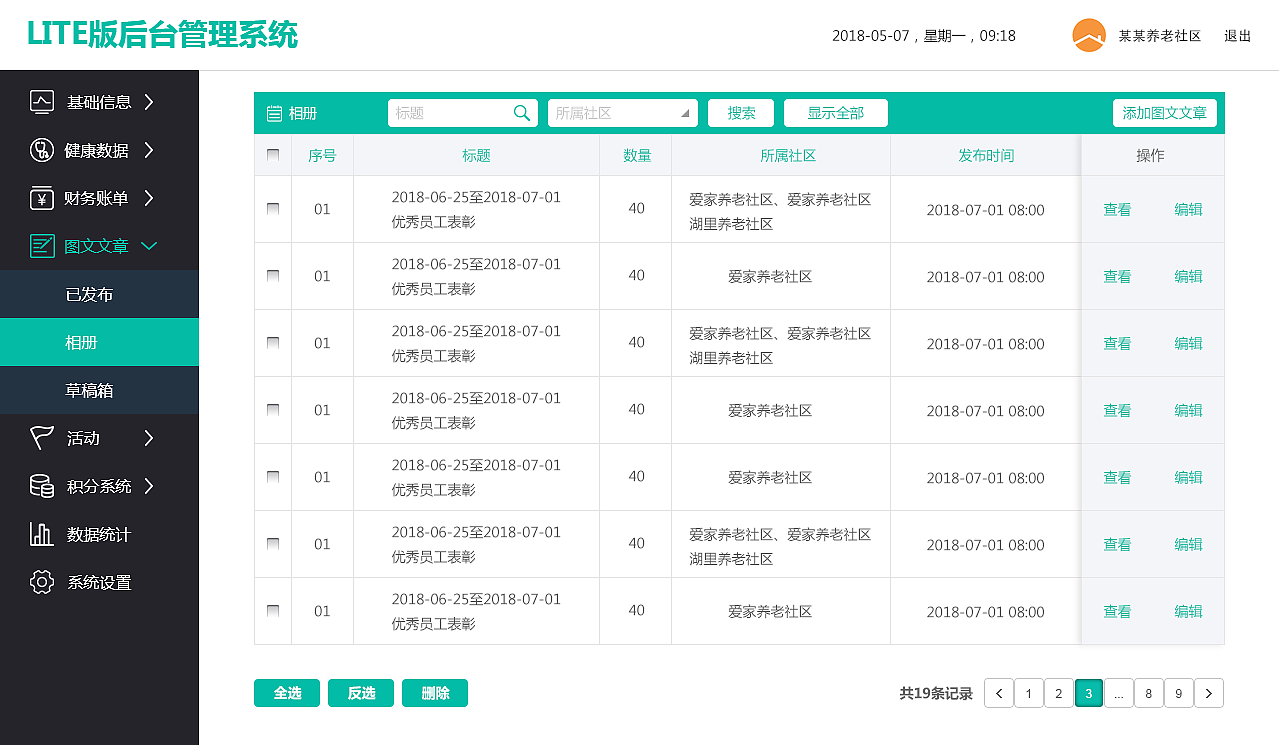 LITE版后台管理系统
2018-05-07，星期一，09:18
某某养老社区
退出
基础信息
健康数据
财务账单
图文文章
已发布
相册
草稿箱
活动
积分系统
数据统计
系统设置
相册
标题
所属社区
搜索
显示全部
添加图文文章
序号 标题 数量 所属社区 发布时间 操作
01
2018-06-25至2018-07-01
优秀员工表彰
40
爱家养老社区、爱家养老社区
湖里养老社区
2018-07-01 08:00
查看
编辑
01
2018-06-25至2018-07-01
优秀员工表彰
40
爱家养老社区
2018-07-01 08:00
查看
编辑
01
2018-06-25至2018-07-01
优秀员工表彰
40
爱家养老社区、爱家养老社区
湖里养老社区
2018-07-01 08:00
查看
编辑
01
2018-06-25至2018-07-01
优秀员工表彰
40
爱家养老社区
2018-07-01 08:00
查看
编辑
01
2018-06-25至2018-07-01
优秀员工表彰
40
爱家养老社区
2018-07-01 08:00
查看
编辑
01
2018-06-25至2018-07-01
优秀员工表彰
40
爱家养老社区、爱家养老社区
湖里养老社区
2018-07-01 08:00
查看
编辑
01
2018-06-25至2018-07-01
优秀员工表彰
40
爱家养老社区
2018-07-01 08:00
查看
编辑
全选
反选
删除
共19条记录
1 2 3 ... 8 9